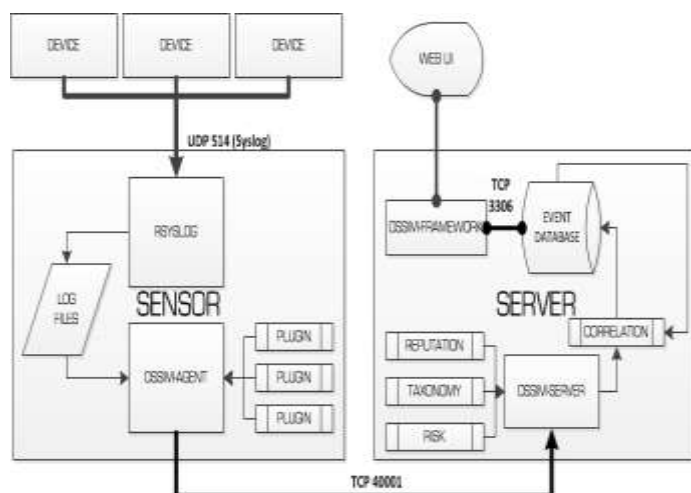 DEVICE
DEVICE
DEVICE
WEB UI
UDP 514 (Syslog)
RSYSLOG
LOG
FILES
SENSOR
OSSIM-AGENT
PLUGIN
PLUGIN
PLUGIN
TCP
3306
OSSIM-FRAMEWORK
EVENT
DATABASE
SERVER
CORRELATION
REPUTATION
TAXONOMY
RISK
OSSIM-SERVER
TCP 40001